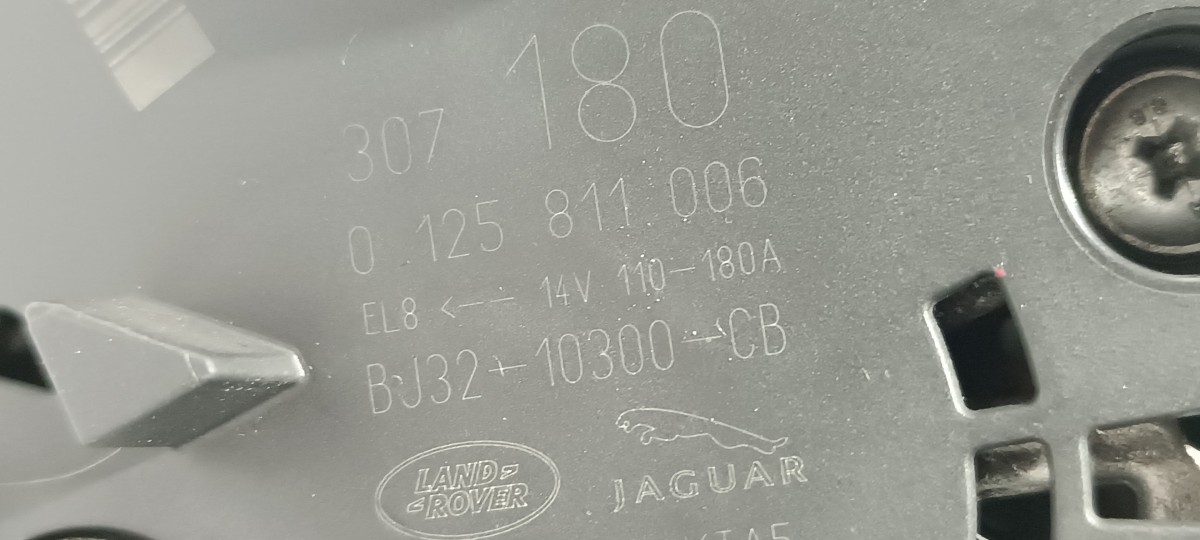 180
307
0 125 811 006
EL8 <-- 14V 110-180A
BJ32-10300-CB
LAND-
-ROVER
JAGUAR